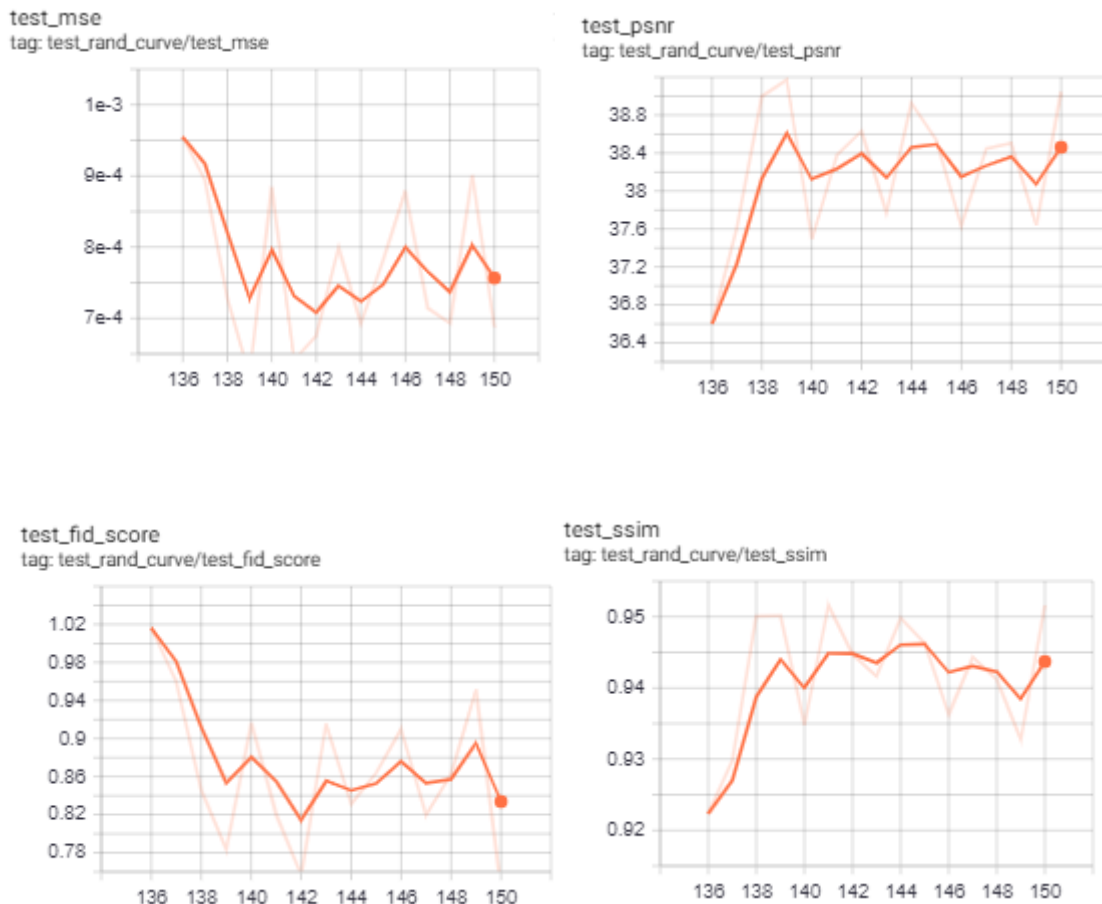 test_mse
tag: test_rand_curve/test_mse
1e-3
9e-4
8e-4
7e-4
136 138 140 142 144 146 148 150
test_psnr
tag: test_rand_curve/test_psnr
38.8
38.4
38
37.6
37.2
36.8
36.4
136 138 140 142 144 146 148 150
test_fid_score
tag: test_rand_curve/test_fid_score
1.02
0.98
0.94
0.9
0.86
0.82
0.78
136 138 140 142 144 146 148 150
test_ssim
tag: test_rand_curve/test_ssim
0.95
0.94
0.93
0.92
136 138 140 142 144 146 148 150